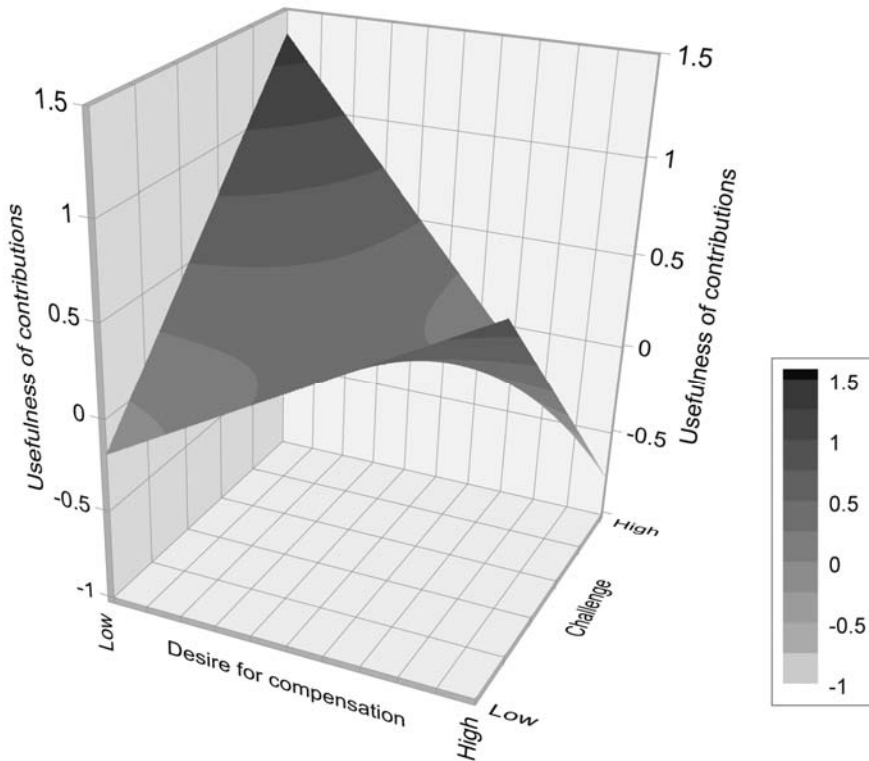 1.5
1
0.5
0
-0.5
-1
Usefulness of contributions
1.5
1
0.5
0
-0.5
Usefulness of contributions
Low
Desire for compensation
High
Low
Challenge
High
1.5
1
0.5
0
-0.5
-1